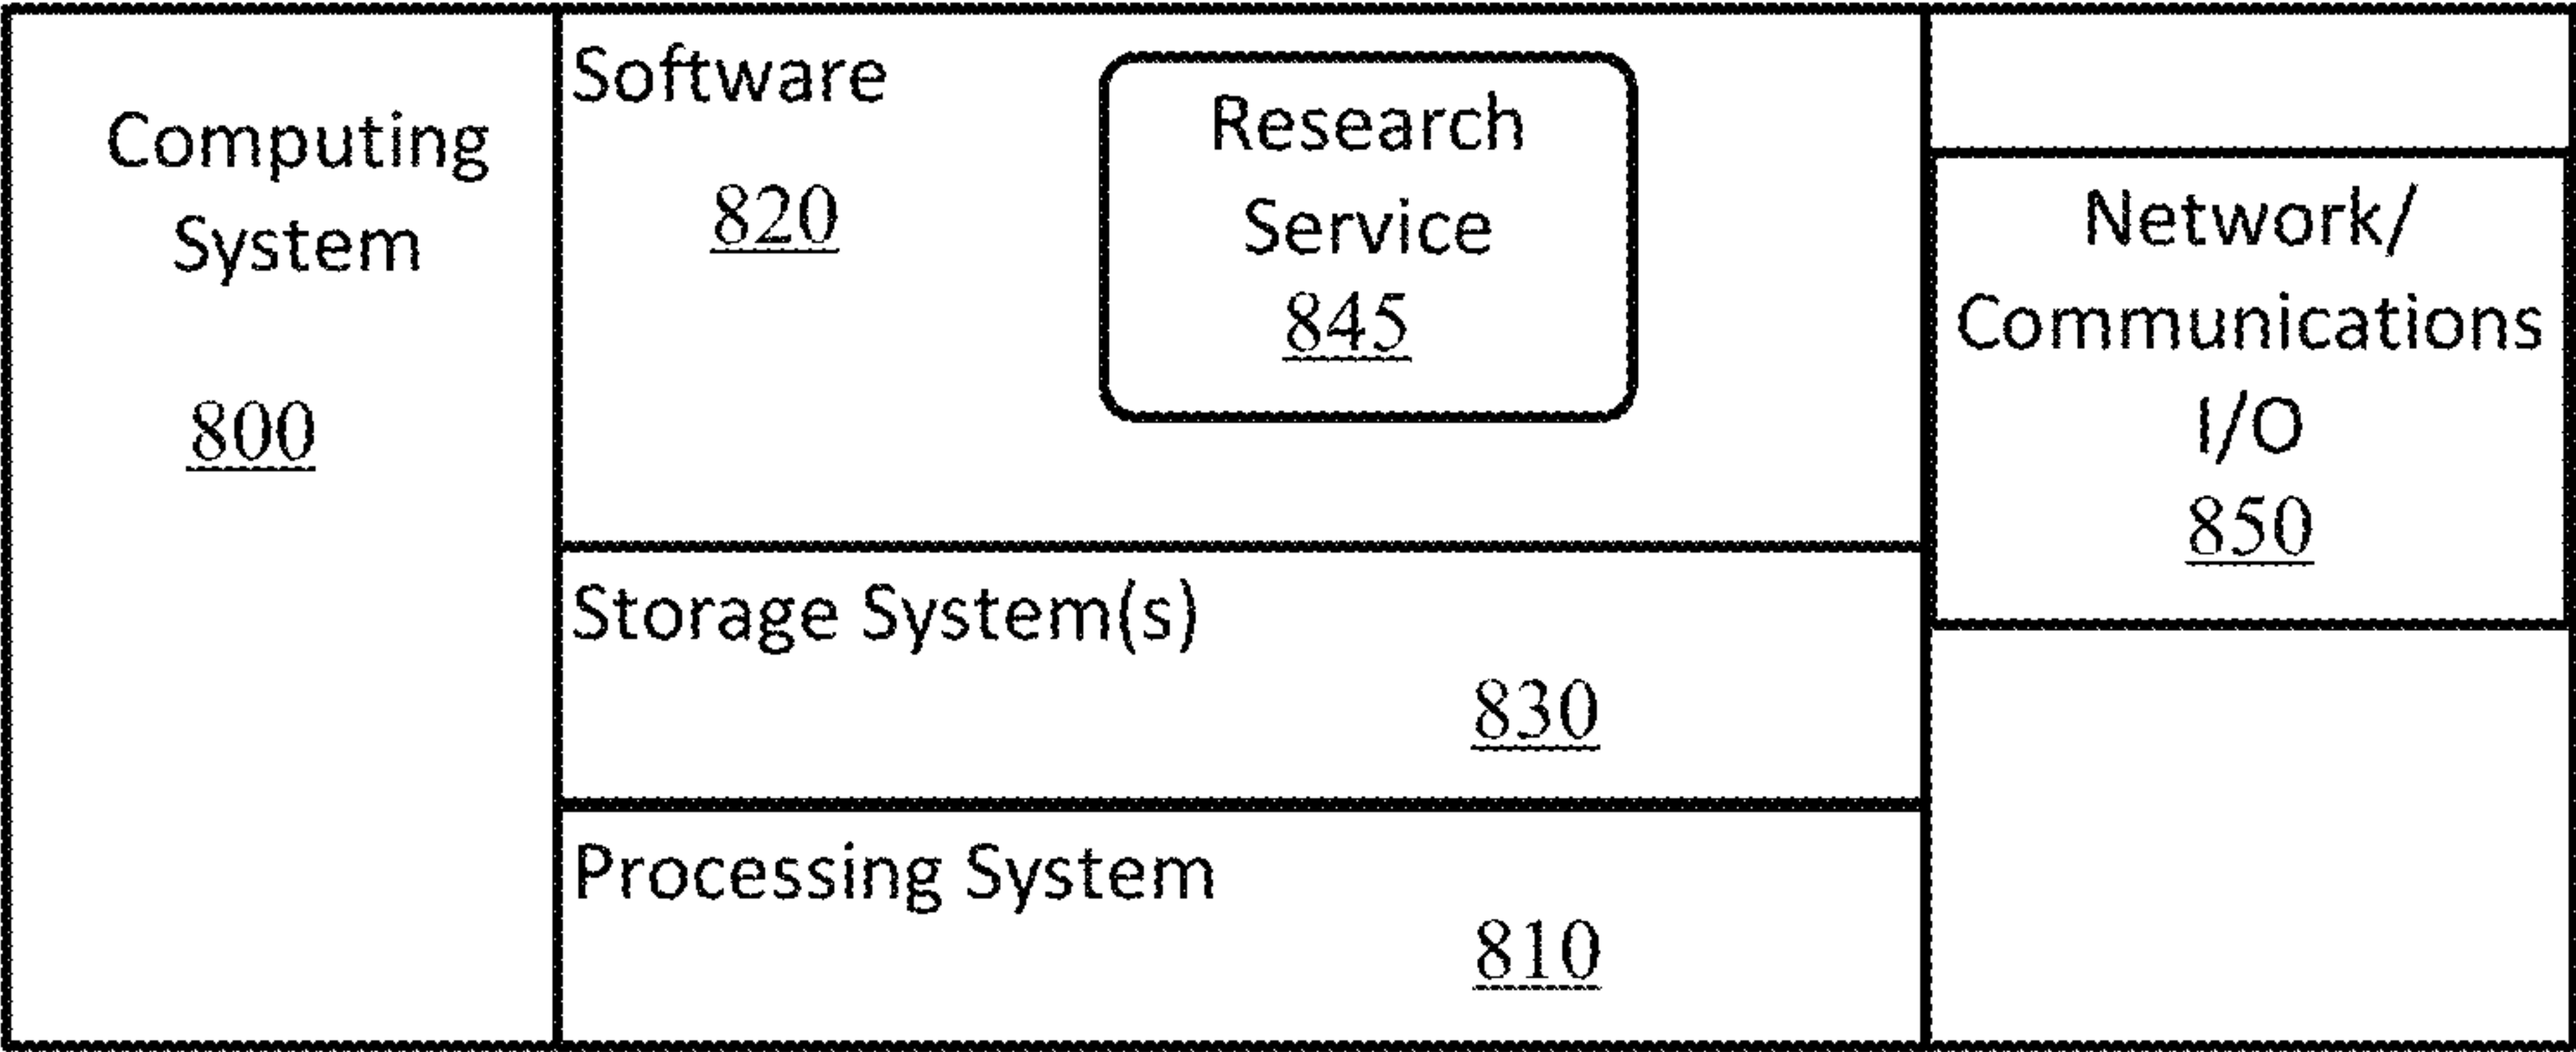 Computing
System
800
Software
820
Research
Service
845
Storage System(s)
830
Processing System
810
Network/
Communications
I/O
850